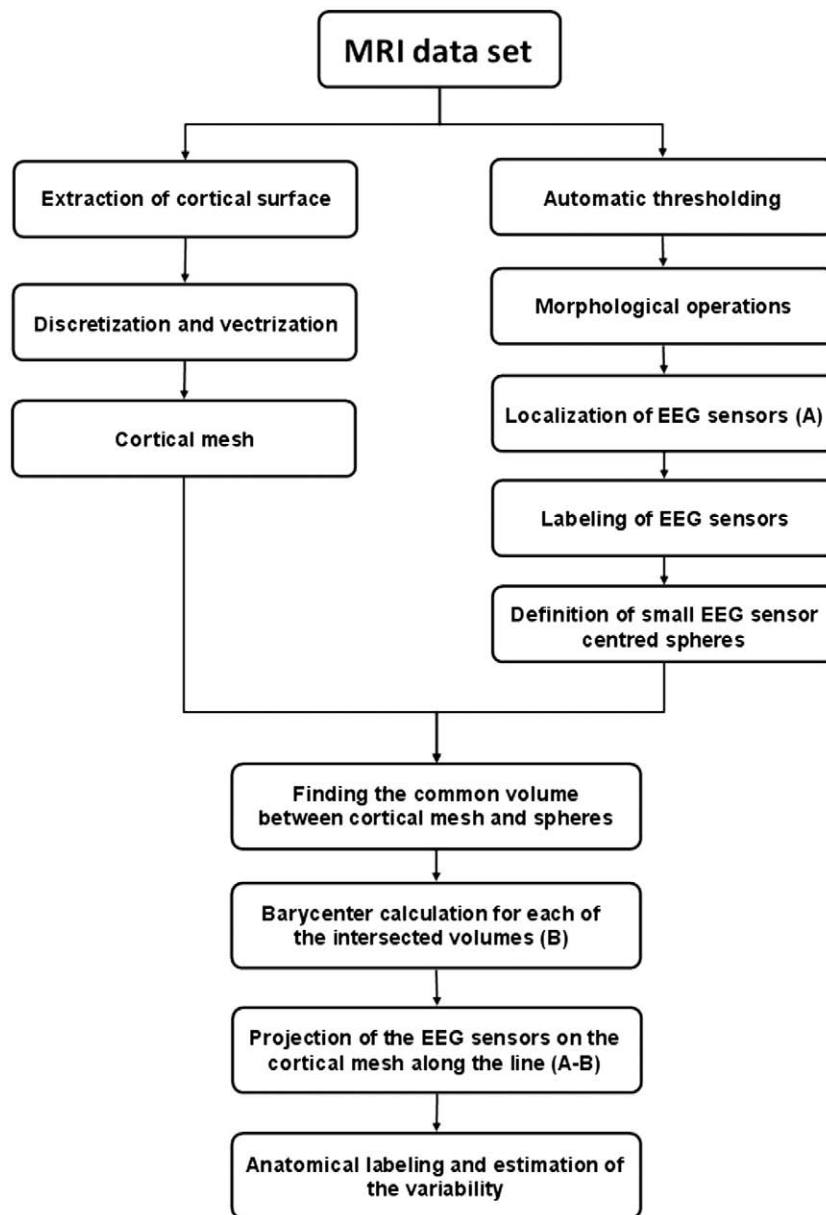 MRI data set
Extraction of cortical surface
Discretization and vectrization
Cortical mesh
Automatic thresholding
Morphological operations
Localization of EEG sensors (A)
Labeling of EEG sensors
Definition of small EEG sensor
centred spheres
Finding the common volume
between cortical mesh and spheres
Barycenter calculation for each of
the intersected volumes (B)
Projection of the EEG sensors on the
cortical mesh along the line (A-B)
Anatomical labeling and estimation of
the variability